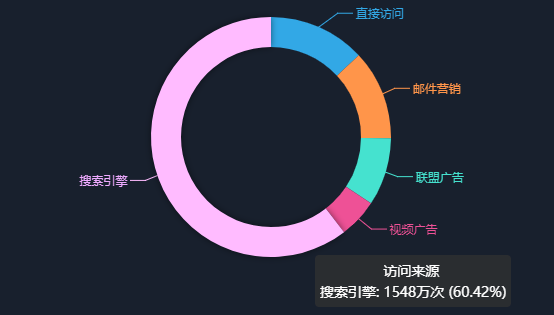 直接访问
邮件营销
联盟广告
搜索引擎
视频广告
访问来源
搜索引擎: 1548万次 (60.42%)